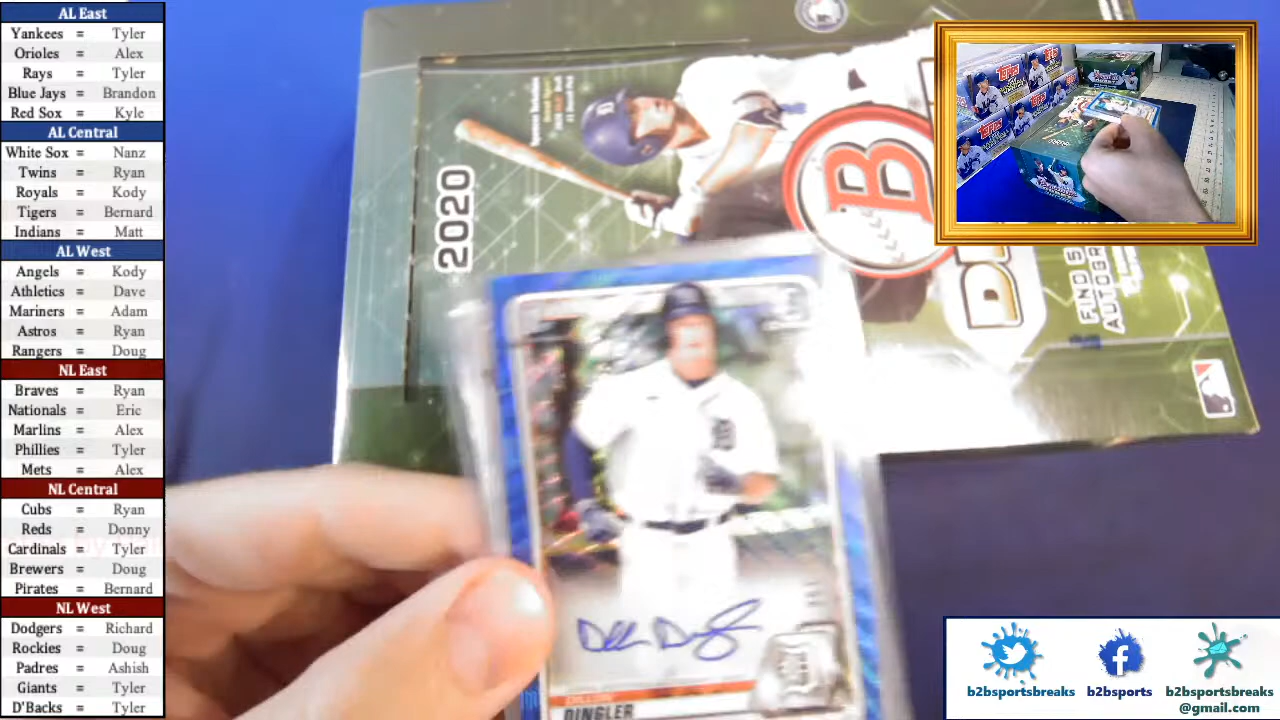 AL East
Yankees = Tyler
Orioles = Alex
Rays = Tyler
Blue Jays = Brandon
Red Sox = Kyle
AL Central
White Sox = Nanz
Twins = Ryan
Royals = Kody
Tigers = Bernard
Indians = Matt
AL West
Angels = Kody
Athletics = Dave
Mariners = Adam
Astros = Ryan
Rangers = Doug
NL East
Braves = Ryan
Nationals = Eric
Marlins = Alex
Phillies = Tyler
Mets = Alex
NL Central
Cubs = Ryan
Reds = Donny
Cardinals = Tyler
Brewers = Doug
Pirates = Bernard
NL West
Dodgers = Richard
Rockies = Doug
Padres = Ashish
Giants = Tyler
D'Backs = Tyler
2020
B
FIND 5
AUTOGR
DINGLER
b2bsportsbreaks
b2bsports
b2bsportsbreaks
@gmail.com